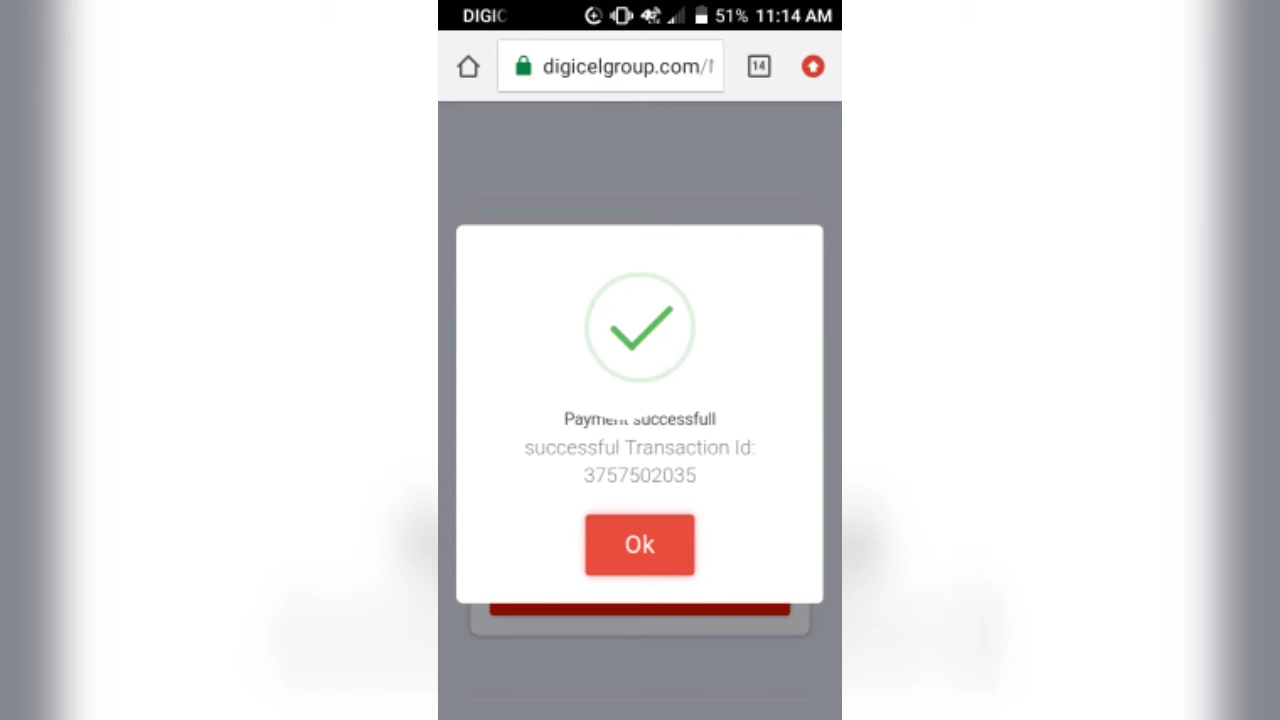 DIGIC
51% 11:14 AM
digicelgroup.com/
14
Payment successfull
successful Transaction Id:
3757502035
Ok